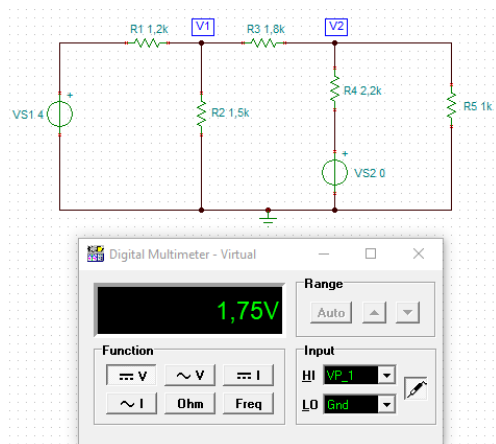 R1 1,2k
V1
R3 1,8k
V2
+
VS1 4
R2 1,5k
R4 2,2k
R5 1k
+
VS2 0
Digital Multimeter - Virtual
1,75V
Range
Auto
Function
V
V
I
I
Ohm
Freq
Input
HI VP_1
LO Gnd